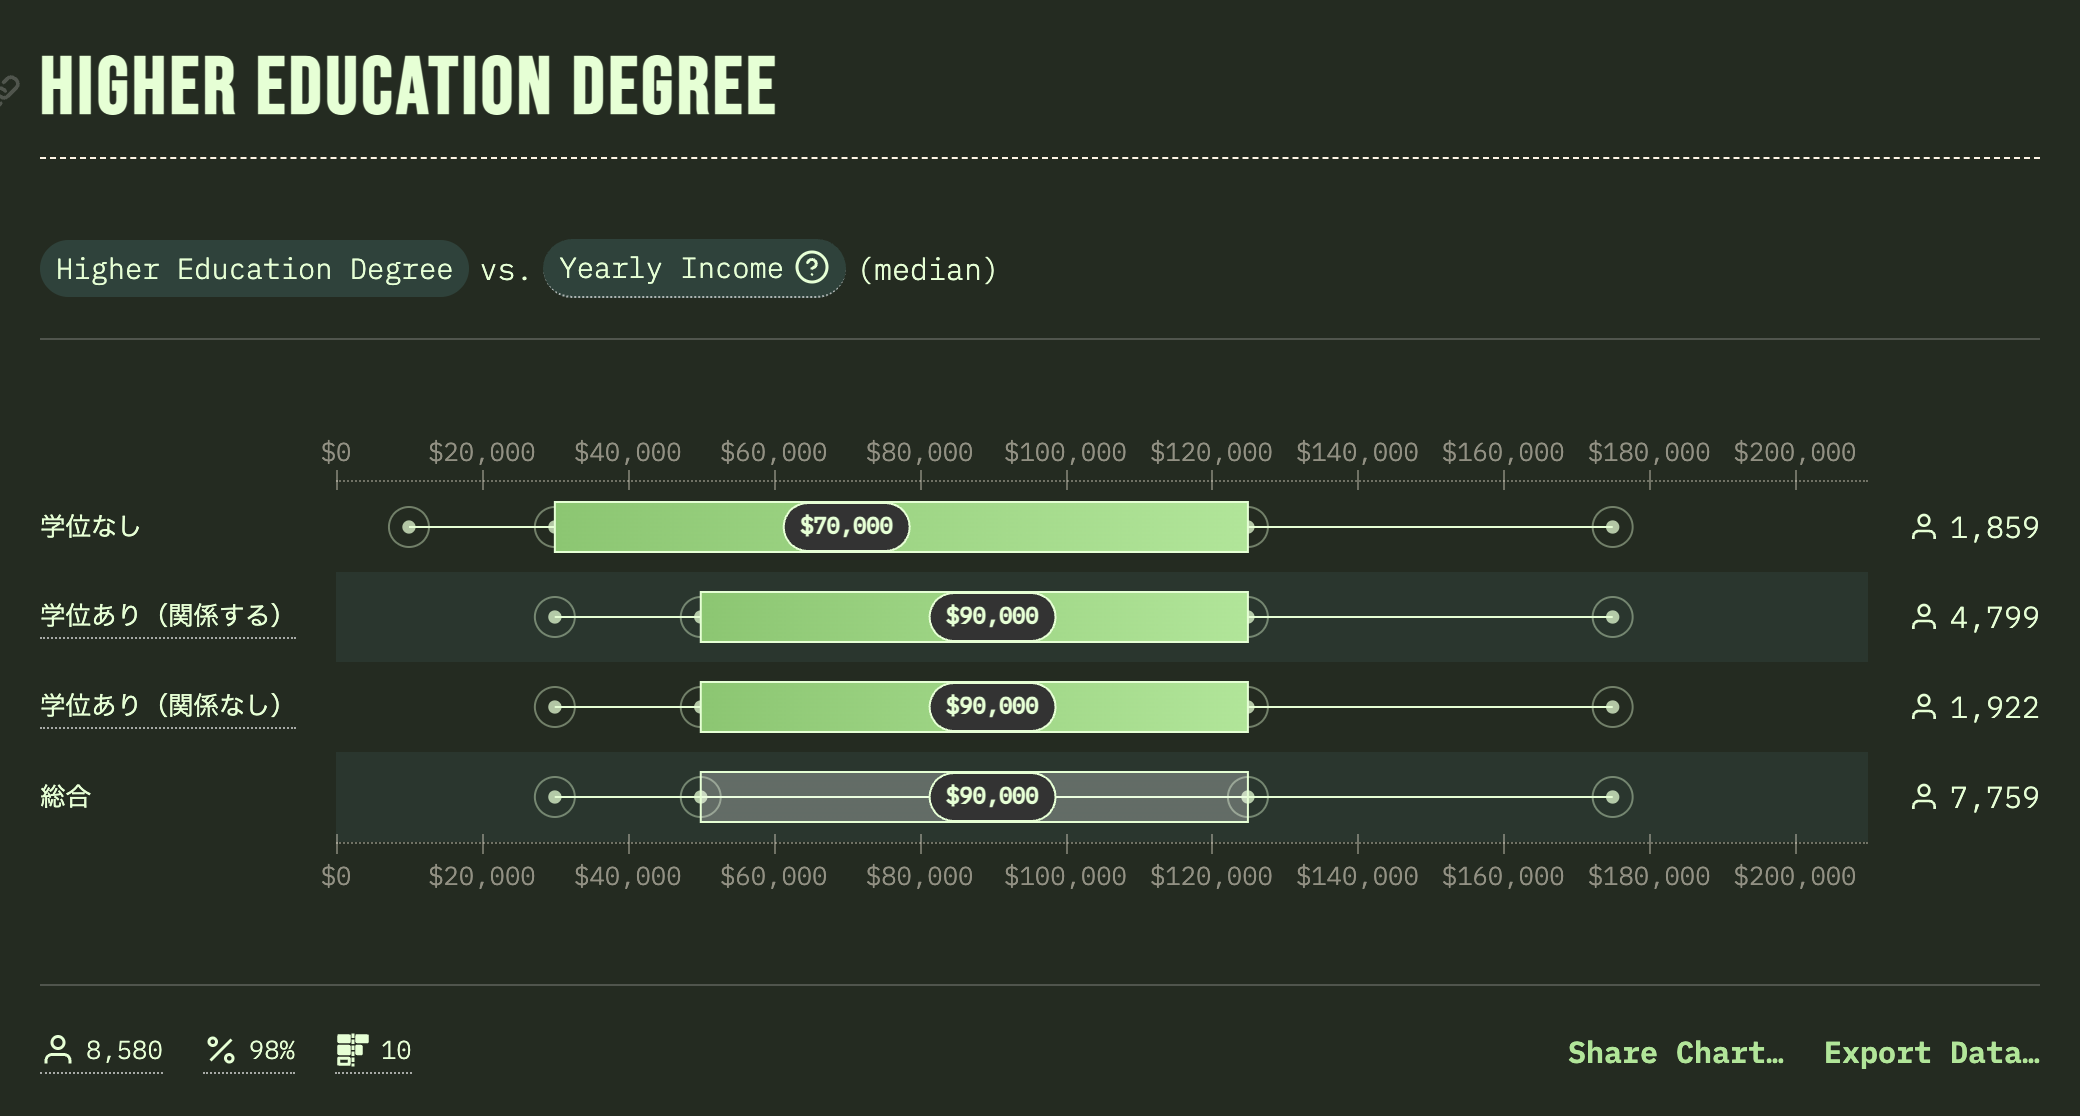 HIGHER EDUCATION DEGREE
Higher Education Degree vs. Yearly Income (median)
$0 $20,000 $40,000 $60,000 $80,000 $100,000 $120,000 $140,000 $160,000 $180,000 $200,000
学位なし $70,000 1,859
学位あり（関係する） $90,000 4,799
学位あり（関係なし） $90,000 1,922
総合 $90,000 7,759
$0 $20,000 $40,000 $60,000 $80,000 $100,000 $120,000 $140,000 $160,000 $180,000 $200,000
8,580 98% 10 Share Chart… Export Data…